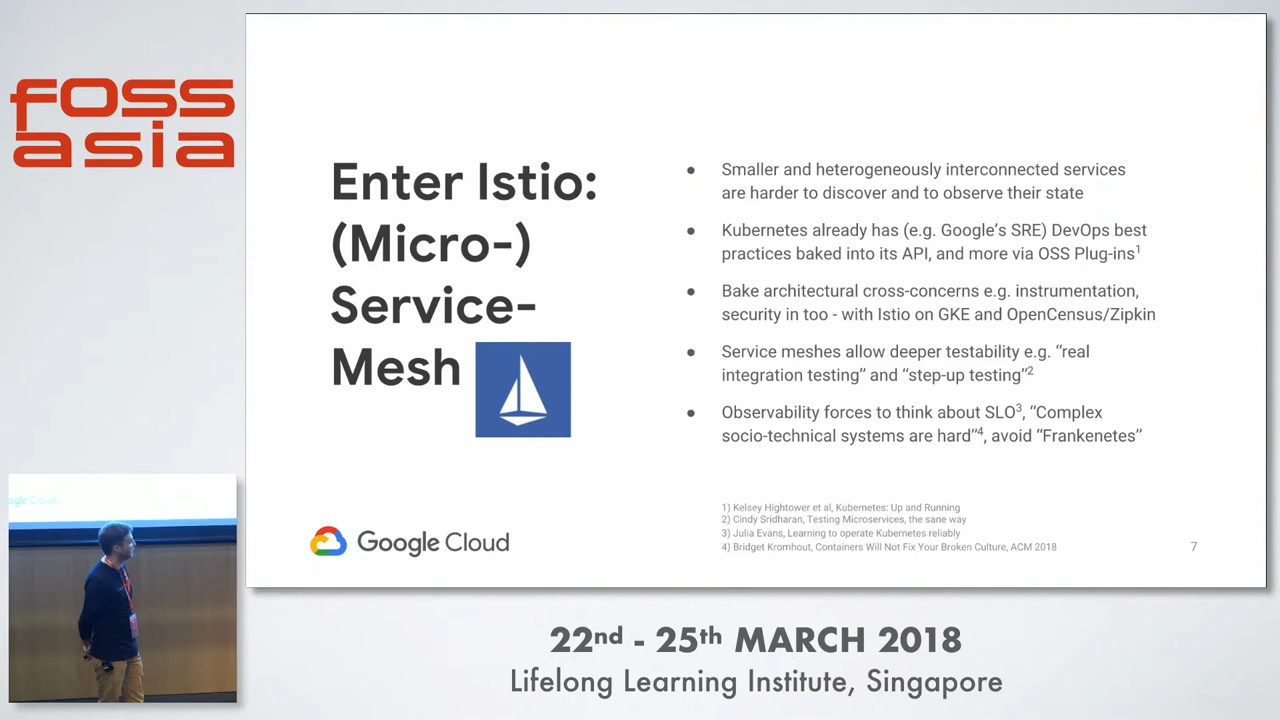 foss
asia
Enter Istio:
(Micro-)
Service-
Mesh
● Smaller and heterogeneously interconnected services
are harder to discover and to observe their state
● Kubernetes already has (e.g. Google's SRE) DevOps best
practices baked into its API, and more via OSS Plug-ins1
● Bake architectural cross-concerns e.g. instrumentation,
security in too - with Istio on GKE and OpenCensus/Zipkin
● Service meshes allow deeper testability e.g. “real
integration testing” and “step-up testing”2
● Observability forces to think about SLO3, “Complex
socio-technical systems are hard”4, avoid “Frankenetes”
1) Kelsey Hightower et al, Kubernetes: Up and Running
2) Cindy Sridharan, Testing Microservices, the sane way
3) Julia Evans, Learning to operate Kubernetes reliably
4) Bridget Kromhout, Containers Will Not Fix Your Broken Culture, ACM 2018
Google Cloud
7
ogle Cloud
22nd - 25th MARCH 2018
Lifelong Learning Institute, Singapore